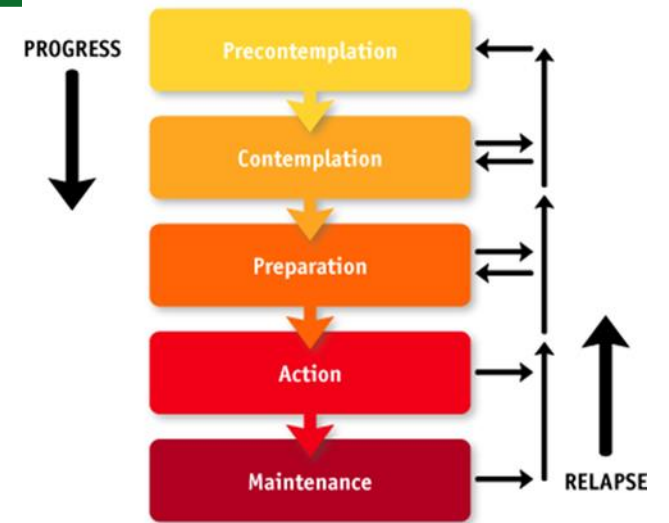 PROGRESS
Precontemplation
Contemplation
Preparation
Action
Maintenance
RELAPSE